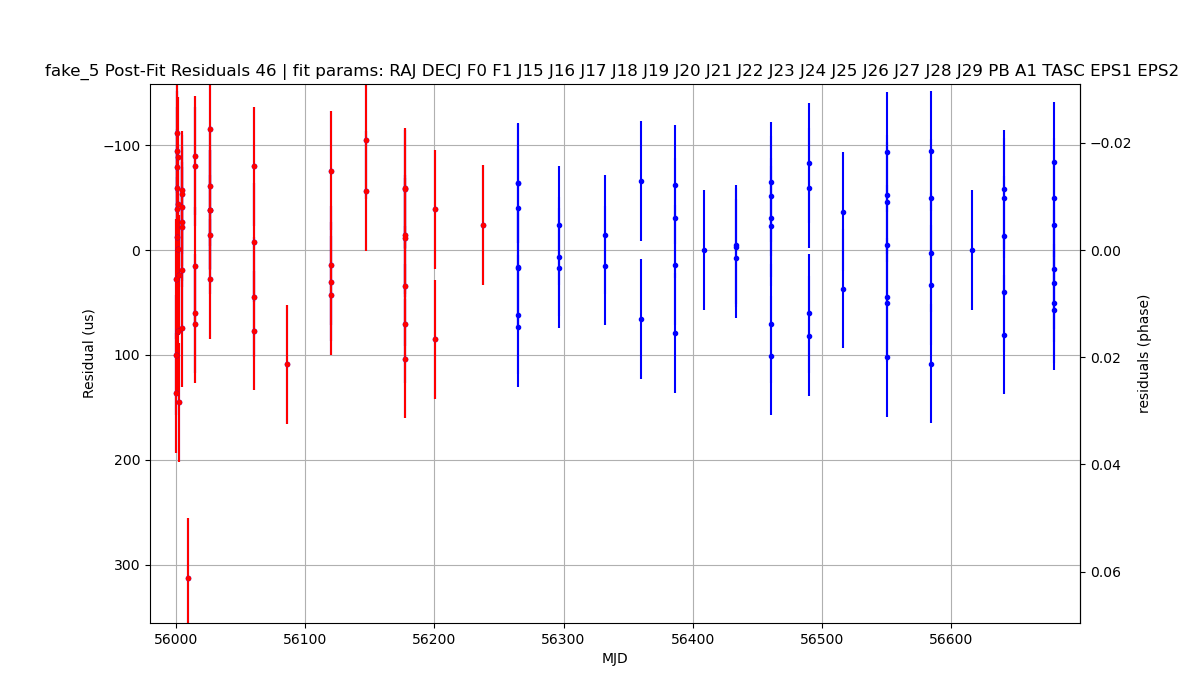 fake_5 Post-Fit Residuals 46 | fit params: RAJ DECJ F0 F1 J15 J16 J17 J18 J19 J20 J21 J22 J23 J24 J25 J26 J27 J28 J29 PB A1 TASC EPS1 EPS2
−100
0
100
200
300
Residual (us)
−0.02
0.00
0.02
0.04
0.06
residuals (phase)
56000 56100 56200 56300 56400 56500 56600
MJD